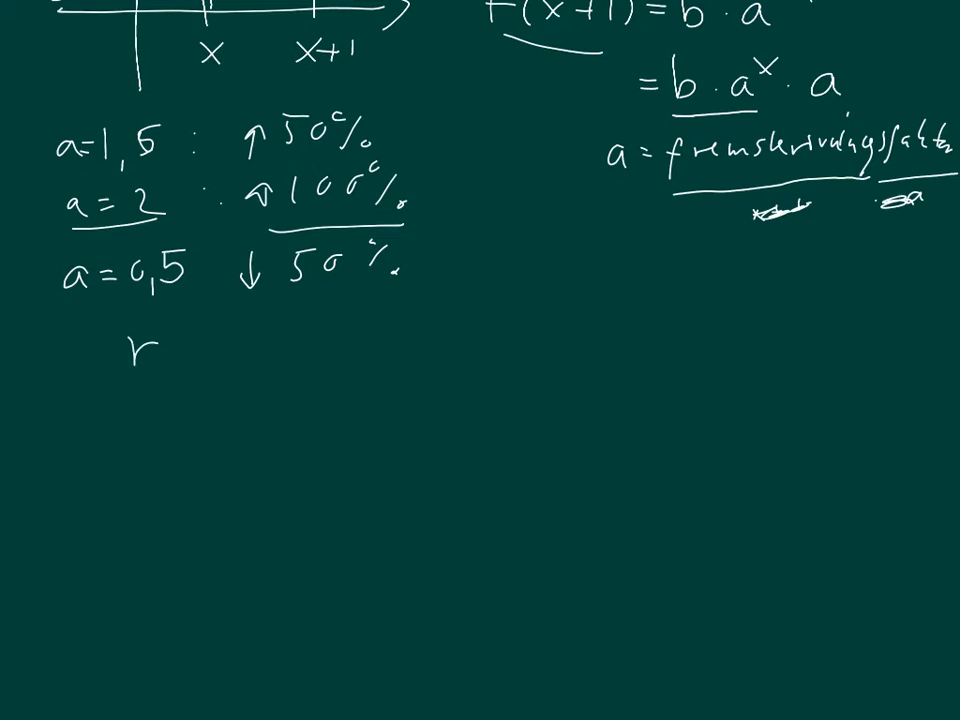 f(x+1) = b · a
x x+1
= b · a^x · a
a=1,5 : ↑ 50%
a = fremskrivningsfaktor
a = 2 : ↑ 100%
a = 0,5 ↓ 50%
r